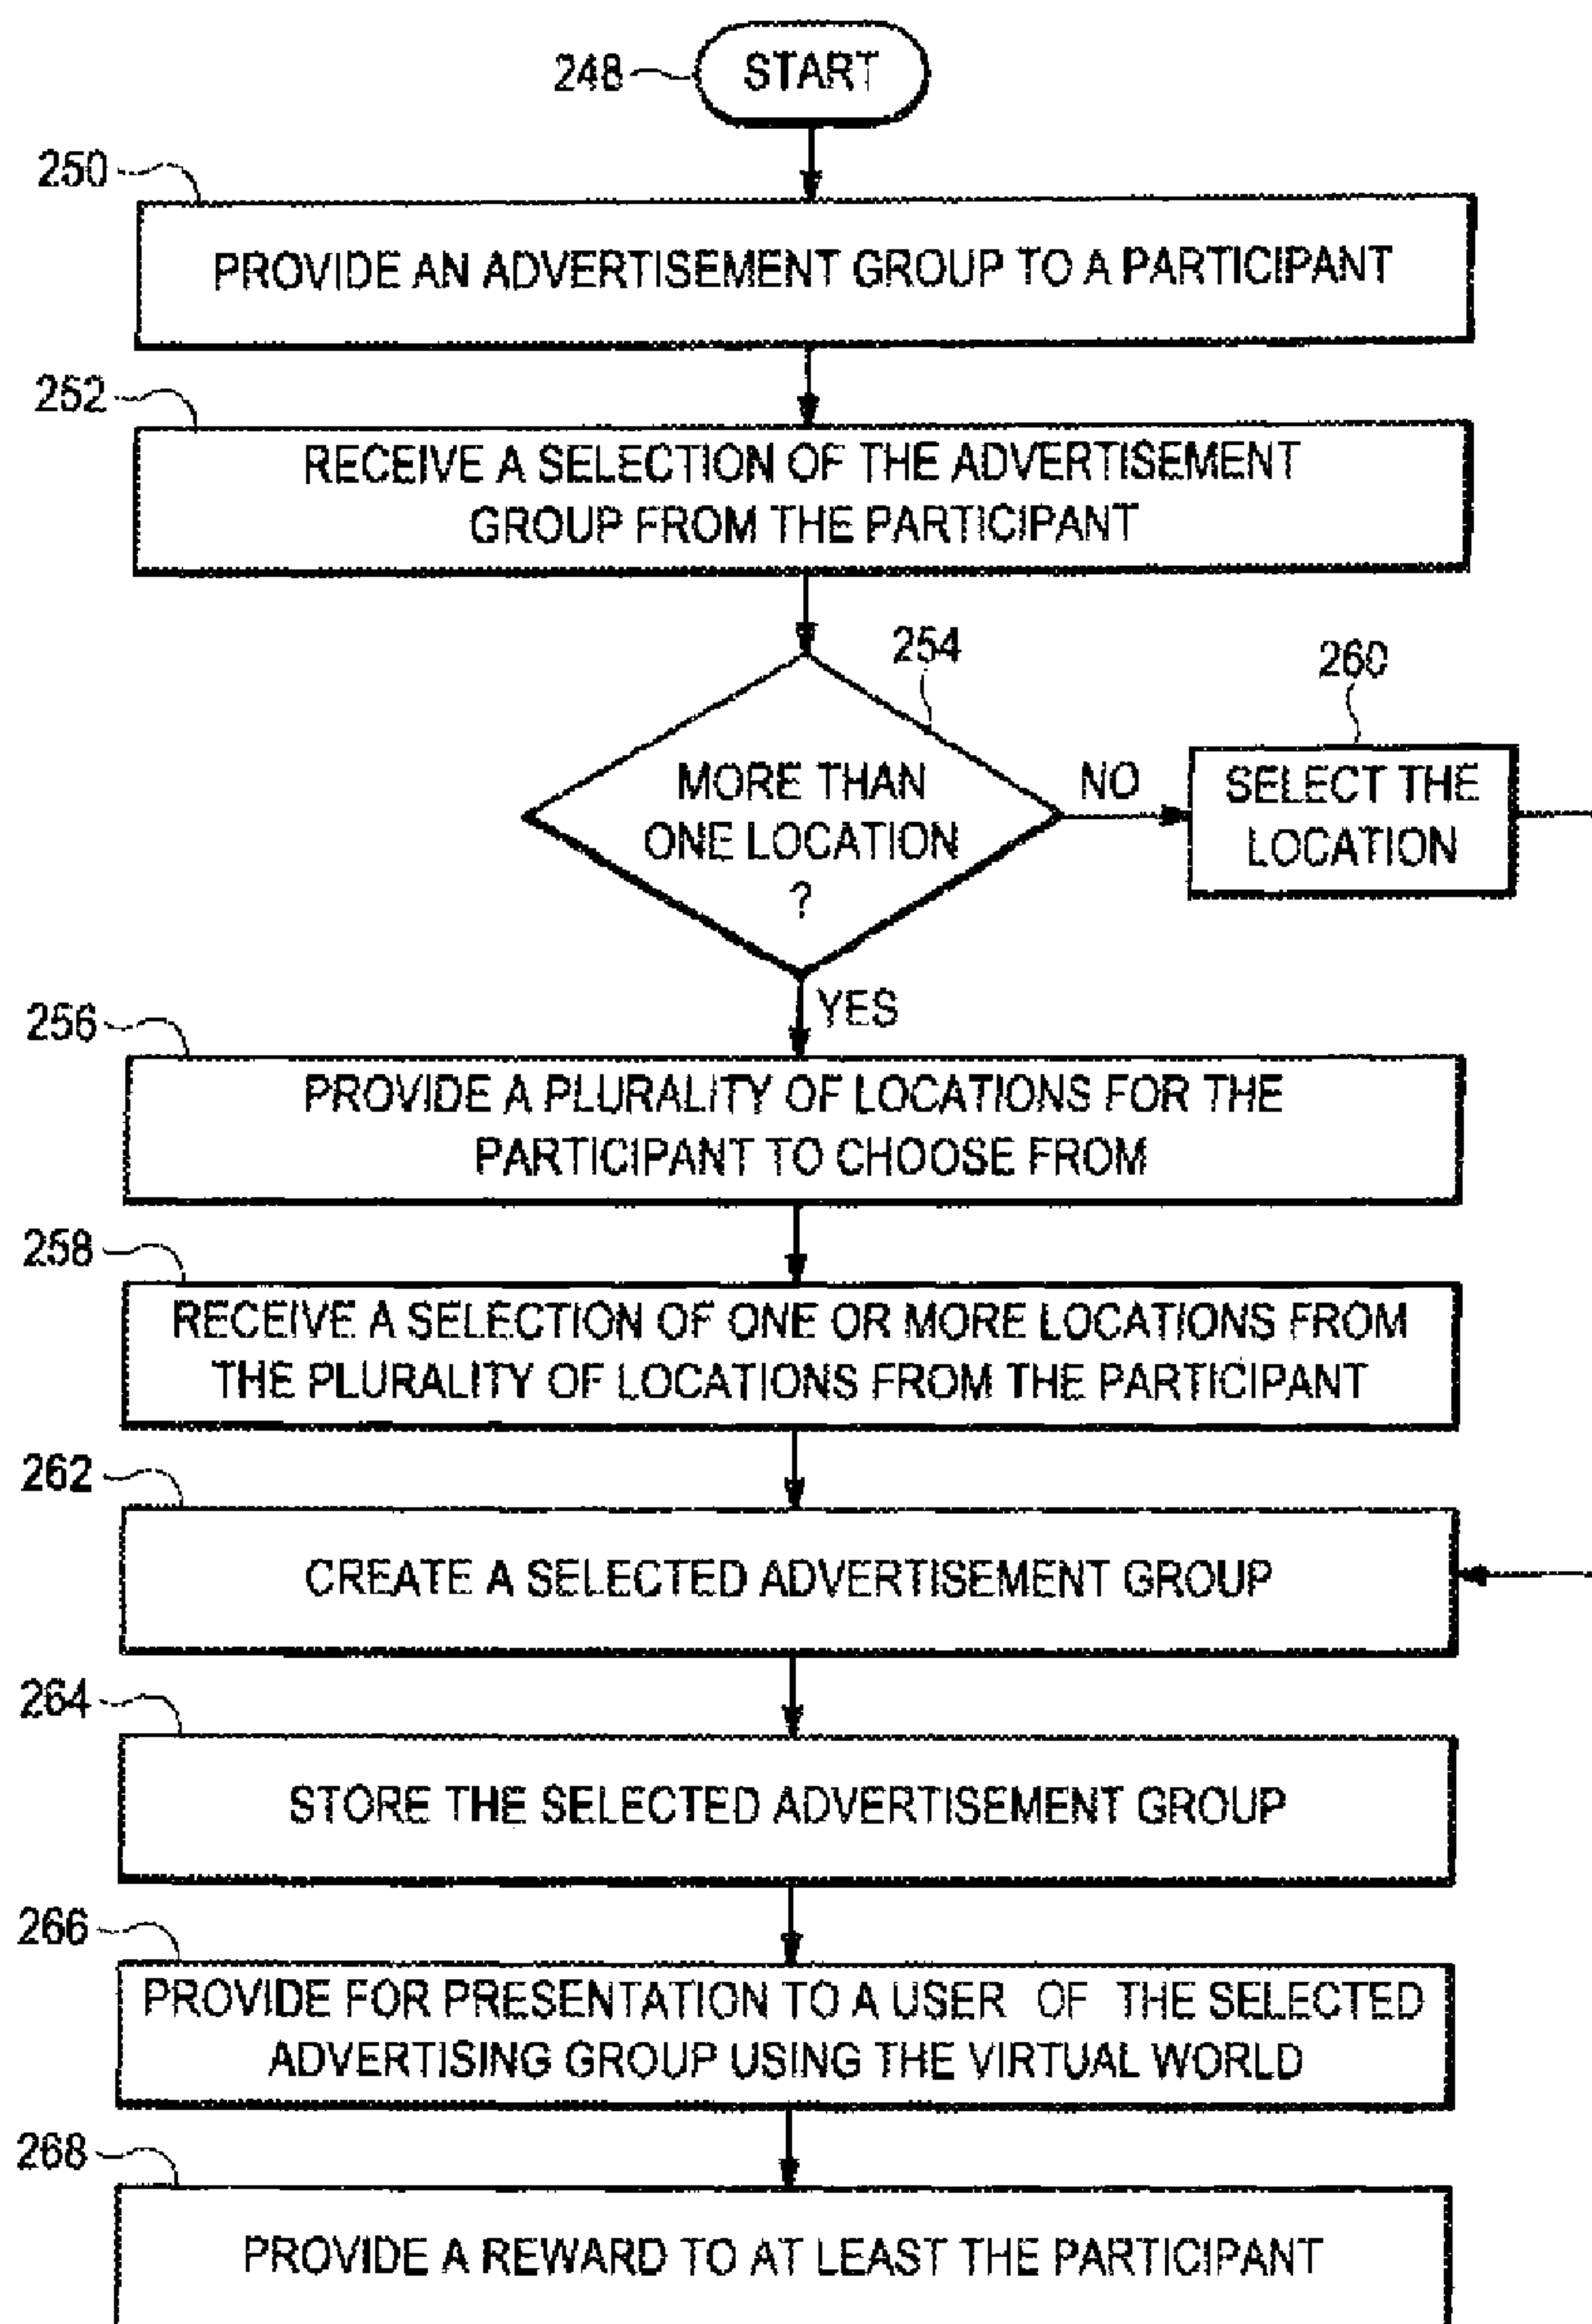 248
START
250
PROVIDE AN ADVERTISEMENT GROUP TO A PARTICIPANT
252
RECEIVE A SELECTION OF THE ADVERTISEMENT
GROUP FROM THE PARTICIPANT
254
MORE THAN
ONE LOCATION
?
NO
260
SELECT THE
LOCATION
YES
256
PROVIDE A PLURALITY OF LOCATIONS FOR THE
PARTICIPANT TO CHOOSE FROM
258
RECEIVE A SELECTION OF ONE OR MORE LOCATIONS FROM
THE PLURALITY OF LOCATIONS FROM THE PARTICIPANT
262
CREATE A SELECTED ADVERTISEMENT GROUP
264
STORE THE SELECTED ADVERTISEMENT GROUP
266
PROVIDE FOR PRESENTATION TO A USER OF THE SELECTED
ADVERTISING GROUP USING THE VIRTUAL WORLD
268
PROVIDE A REWARD TO AT LEAST THE PARTICIPANT